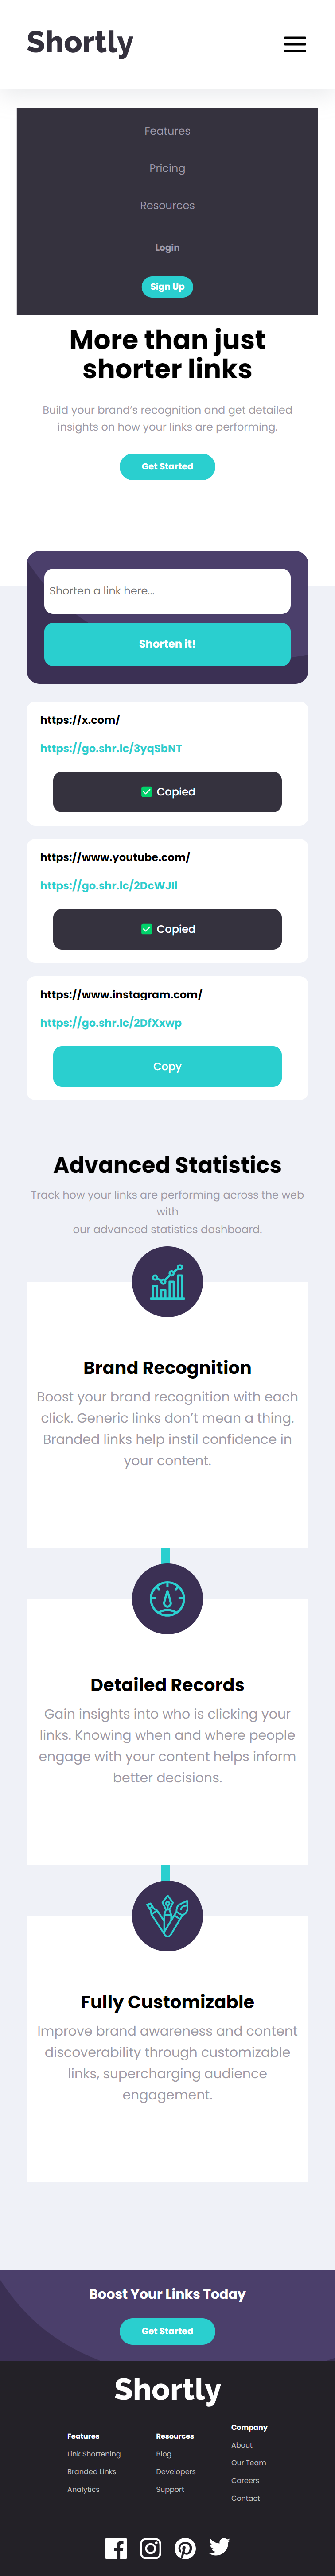 Shortly
Features
Pricing
Resources
Login
Sign Up
More than just
shorter links
Build your brand's recognition and get detailed
insights on how your links are performing.
Get Started
Shorten a link here...
Shorten it!
https://x.com/
https://go.shr.lc/3yqSbNT
✅ Copied
https://www.youtube.com/
https://go.shr.lc/2DcWJIl
✅ Copied
https://www.instagram.com/
https://go.shr.lc/2DfXxwp
Copy
Advanced Statistics
Track how your links are performing across the web
with
our advanced statistics dashboard.
Brand Recognition
Boost your brand recognition with each
click. Generic links don't mean a thing.
Branded links help instil confidence in
your content.
Detailed Records
Gain insights into who is clicking your
links. Knowing when and where people
engage with your content helps inform
better decisions.
Fully Customizable
Improve brand awareness and content
discoverability through customizable
links, supercharging audience
engagement.
Boost Your Links Today
Get Started
Shortly
Features
Link Shortening
Branded Links
Analytics
Resources
Blog
Developers
Support
Company
About
Our Team
Careers
Contact